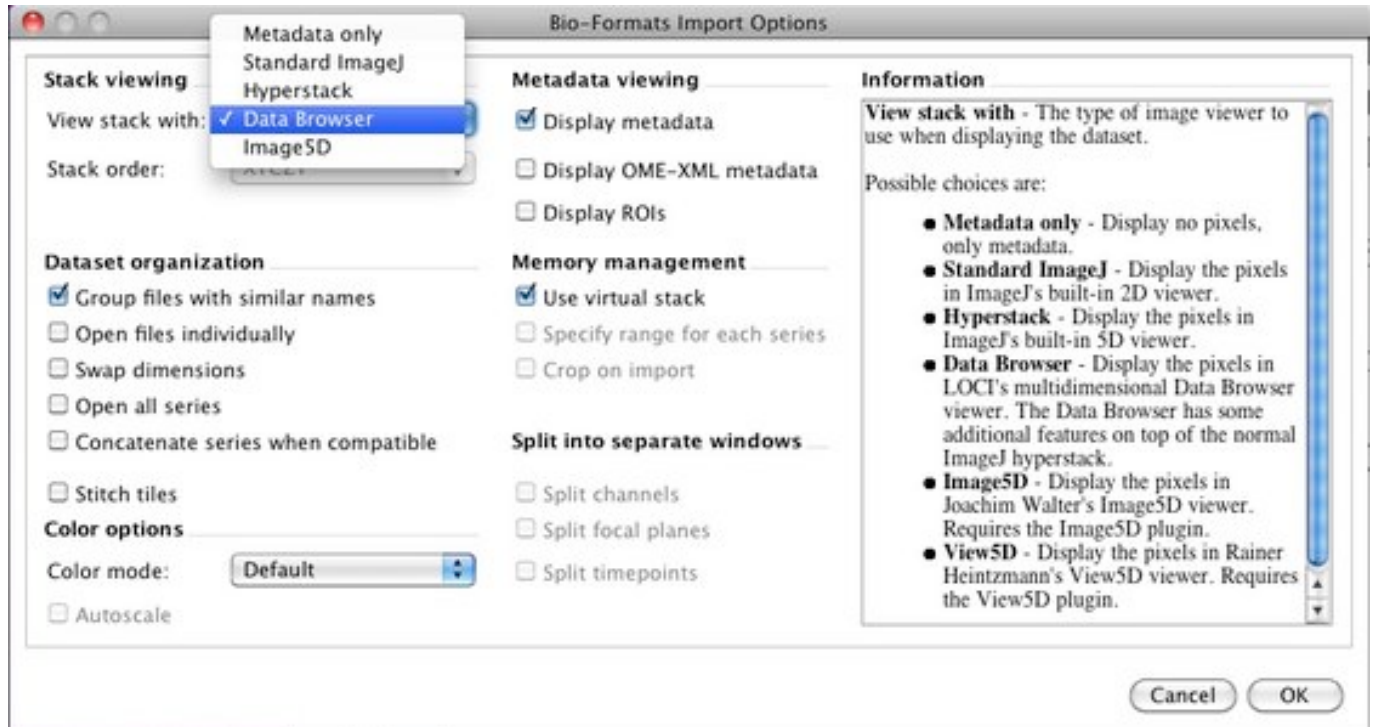 Bio-Formats Import Options
Metadata only
Standard ImageJ
Hyperstack
✓ Data Browser
Image5D
Stack viewing
View stack with:
Stack order:
Metadata viewing
Display metadata
Display OME-XML metadata
Display ROIs
Dataset organization
Group files with similar names
Open files individually
Swap dimensions
Open all series
Concatenate series when compatible
Stitch tiles
Memory management
Use virtual stack
Specify range for each series
Crop on import
Split into separate windows
Split channels
Split focal planes
Split timepoints
Color options
Color mode: Default
Autoscale
Information
View stack with - The type of image viewer to
use when displaying the dataset.
Possible choices are:
• Metadata only - Display no pixels,
only metadata.
• Standard ImageJ - Display the pixels
in ImageJ's built-in 2D viewer.
• Hyperstack - Display the pixels in
ImageJ's built-in 5D viewer.
• Data Browser - Display the pixels in
LOCI's multidimensional Data Browser
viewer. The Data Browser has some
additional features on top of the normal
ImageJ hyperstack.
• Image5D - Display the pixels in
Joachim Walter's Image5D viewer.
Requires the Image5D plugin.
• View5D - Display the pixels in Rainer
Heintzmann's View5D viewer. Requires
the View5D plugin.
Cancel
OK